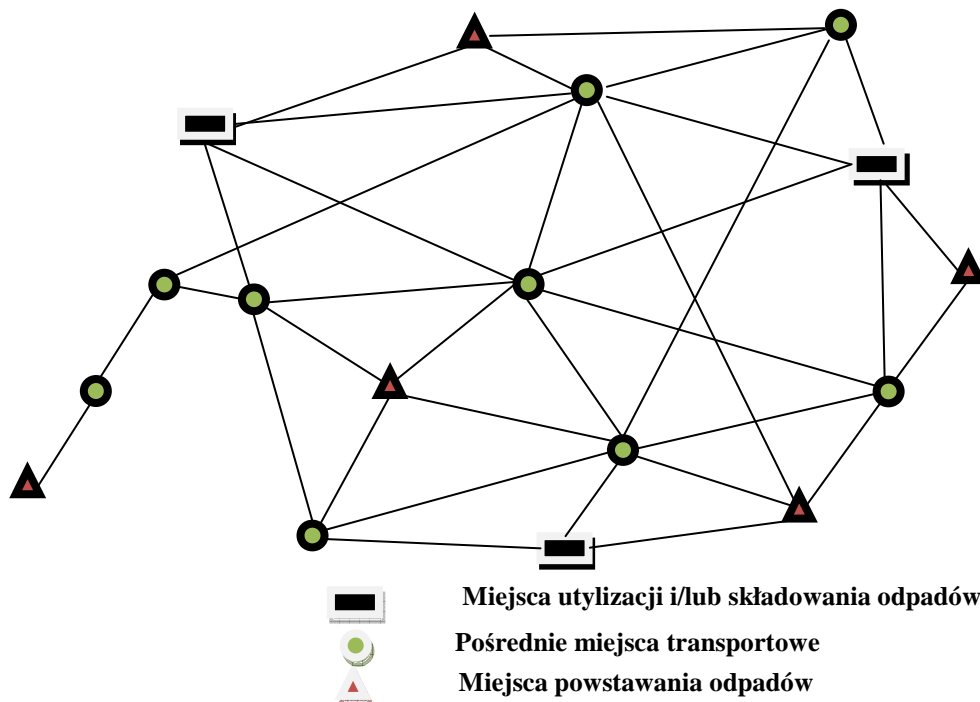 Miejsca utylizacji i/lub składowania odpadów
Pośrednie miejsca transportowe
Miejsca powstawania odpadów